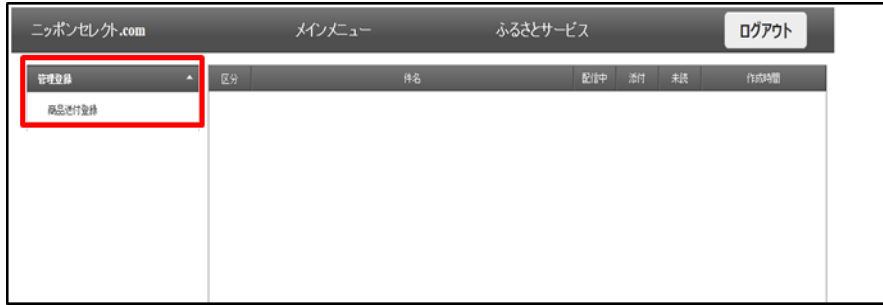 ニッポンセレクト.com メインメニュー ふるさとサービス ログアウト
管理登録 区分 件名 配信中 添付 未読 作成時間
商品送付登録